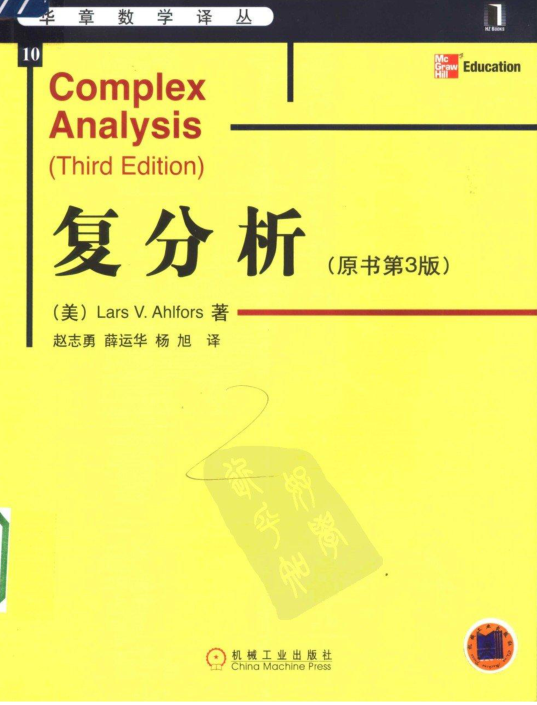 华章数学译丛
HZ Books
10
Mc
Graw
Hill
Education
Complex
Analysis
(Third Edition)
复分析
(原书第3版)
(美) Lars V. Ahlfors 著
赵志勇 薛运华 杨旭 译
机械工业出版社
China Machine Press